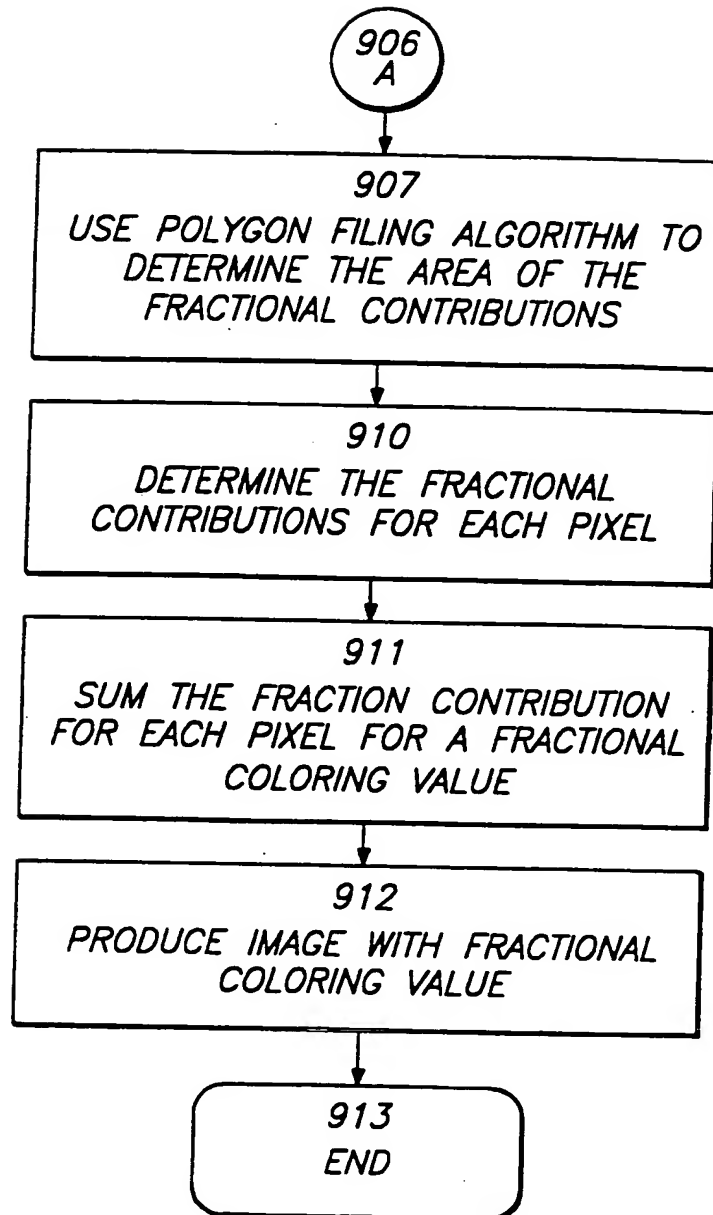 906
A
907
USE POLYGON FILING ALGORITHM TO
DETERMINE THE AREA OF THE
FRACTIONAL CONTRIBUTIONS
910
DETERMINE THE FRACTIONAL
CONTRIBUTIONS FOR EACH PIXEL
911
SUM THE FRACTION CONTRIBUTION
FOR EACH PIXEL FOR A FRACTIONAL
COLORING VALUE
912
PRODUCE IMAGE WITH FRACTIONAL
COLORING VALUE
913
END